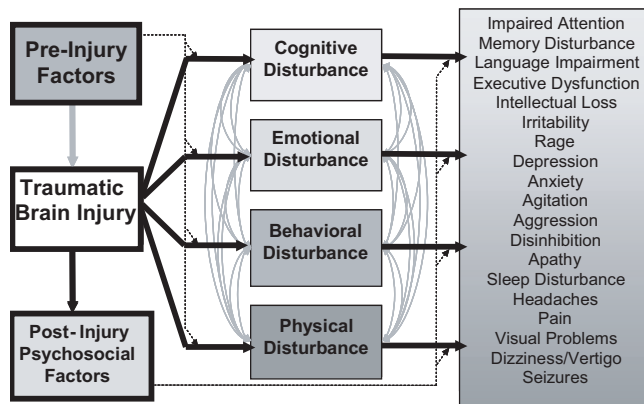 Pre-Injury
Factors
Traumatic
Brain Injury
Post-Injury
Psychosocial
Factors
Cognitive
Disturbance
Emotional
Disturbance
Behavioral
Disturbance
Physical
Disturbance
Impaired Attention
Memory Disturbance
Language Impairment
Executive Dysfunction
Intellectual Loss
Irritability
Rage
Depression
Anxiety
Agitation
Aggression
Disinhibition
Apathy
Sleep Disturbance
Headaches
Pain
Visual Problems
Dizziness/Vertigo
Seizures